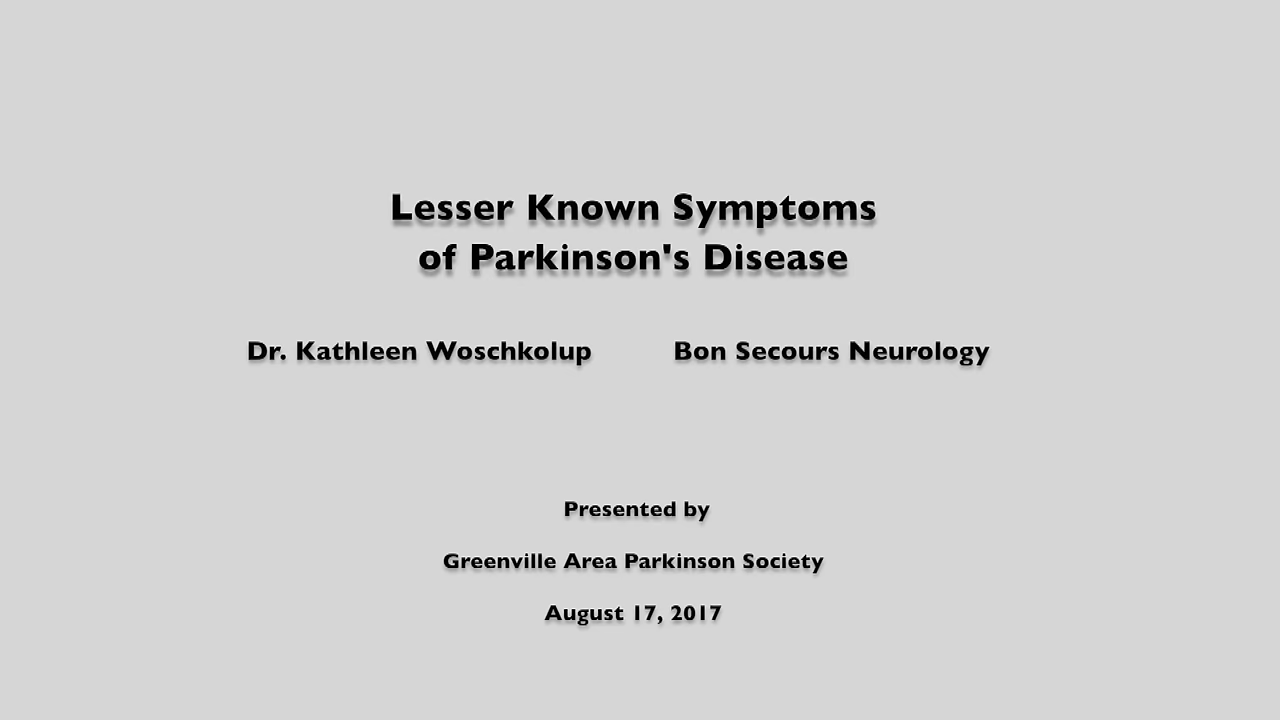 Lesser Known Symptoms
of Parkinson's Disease
Dr. Kathleen Woschkolup Bon Secours Neurology
Presented by
Greenville Area Parkinson Society
August 17, 2017